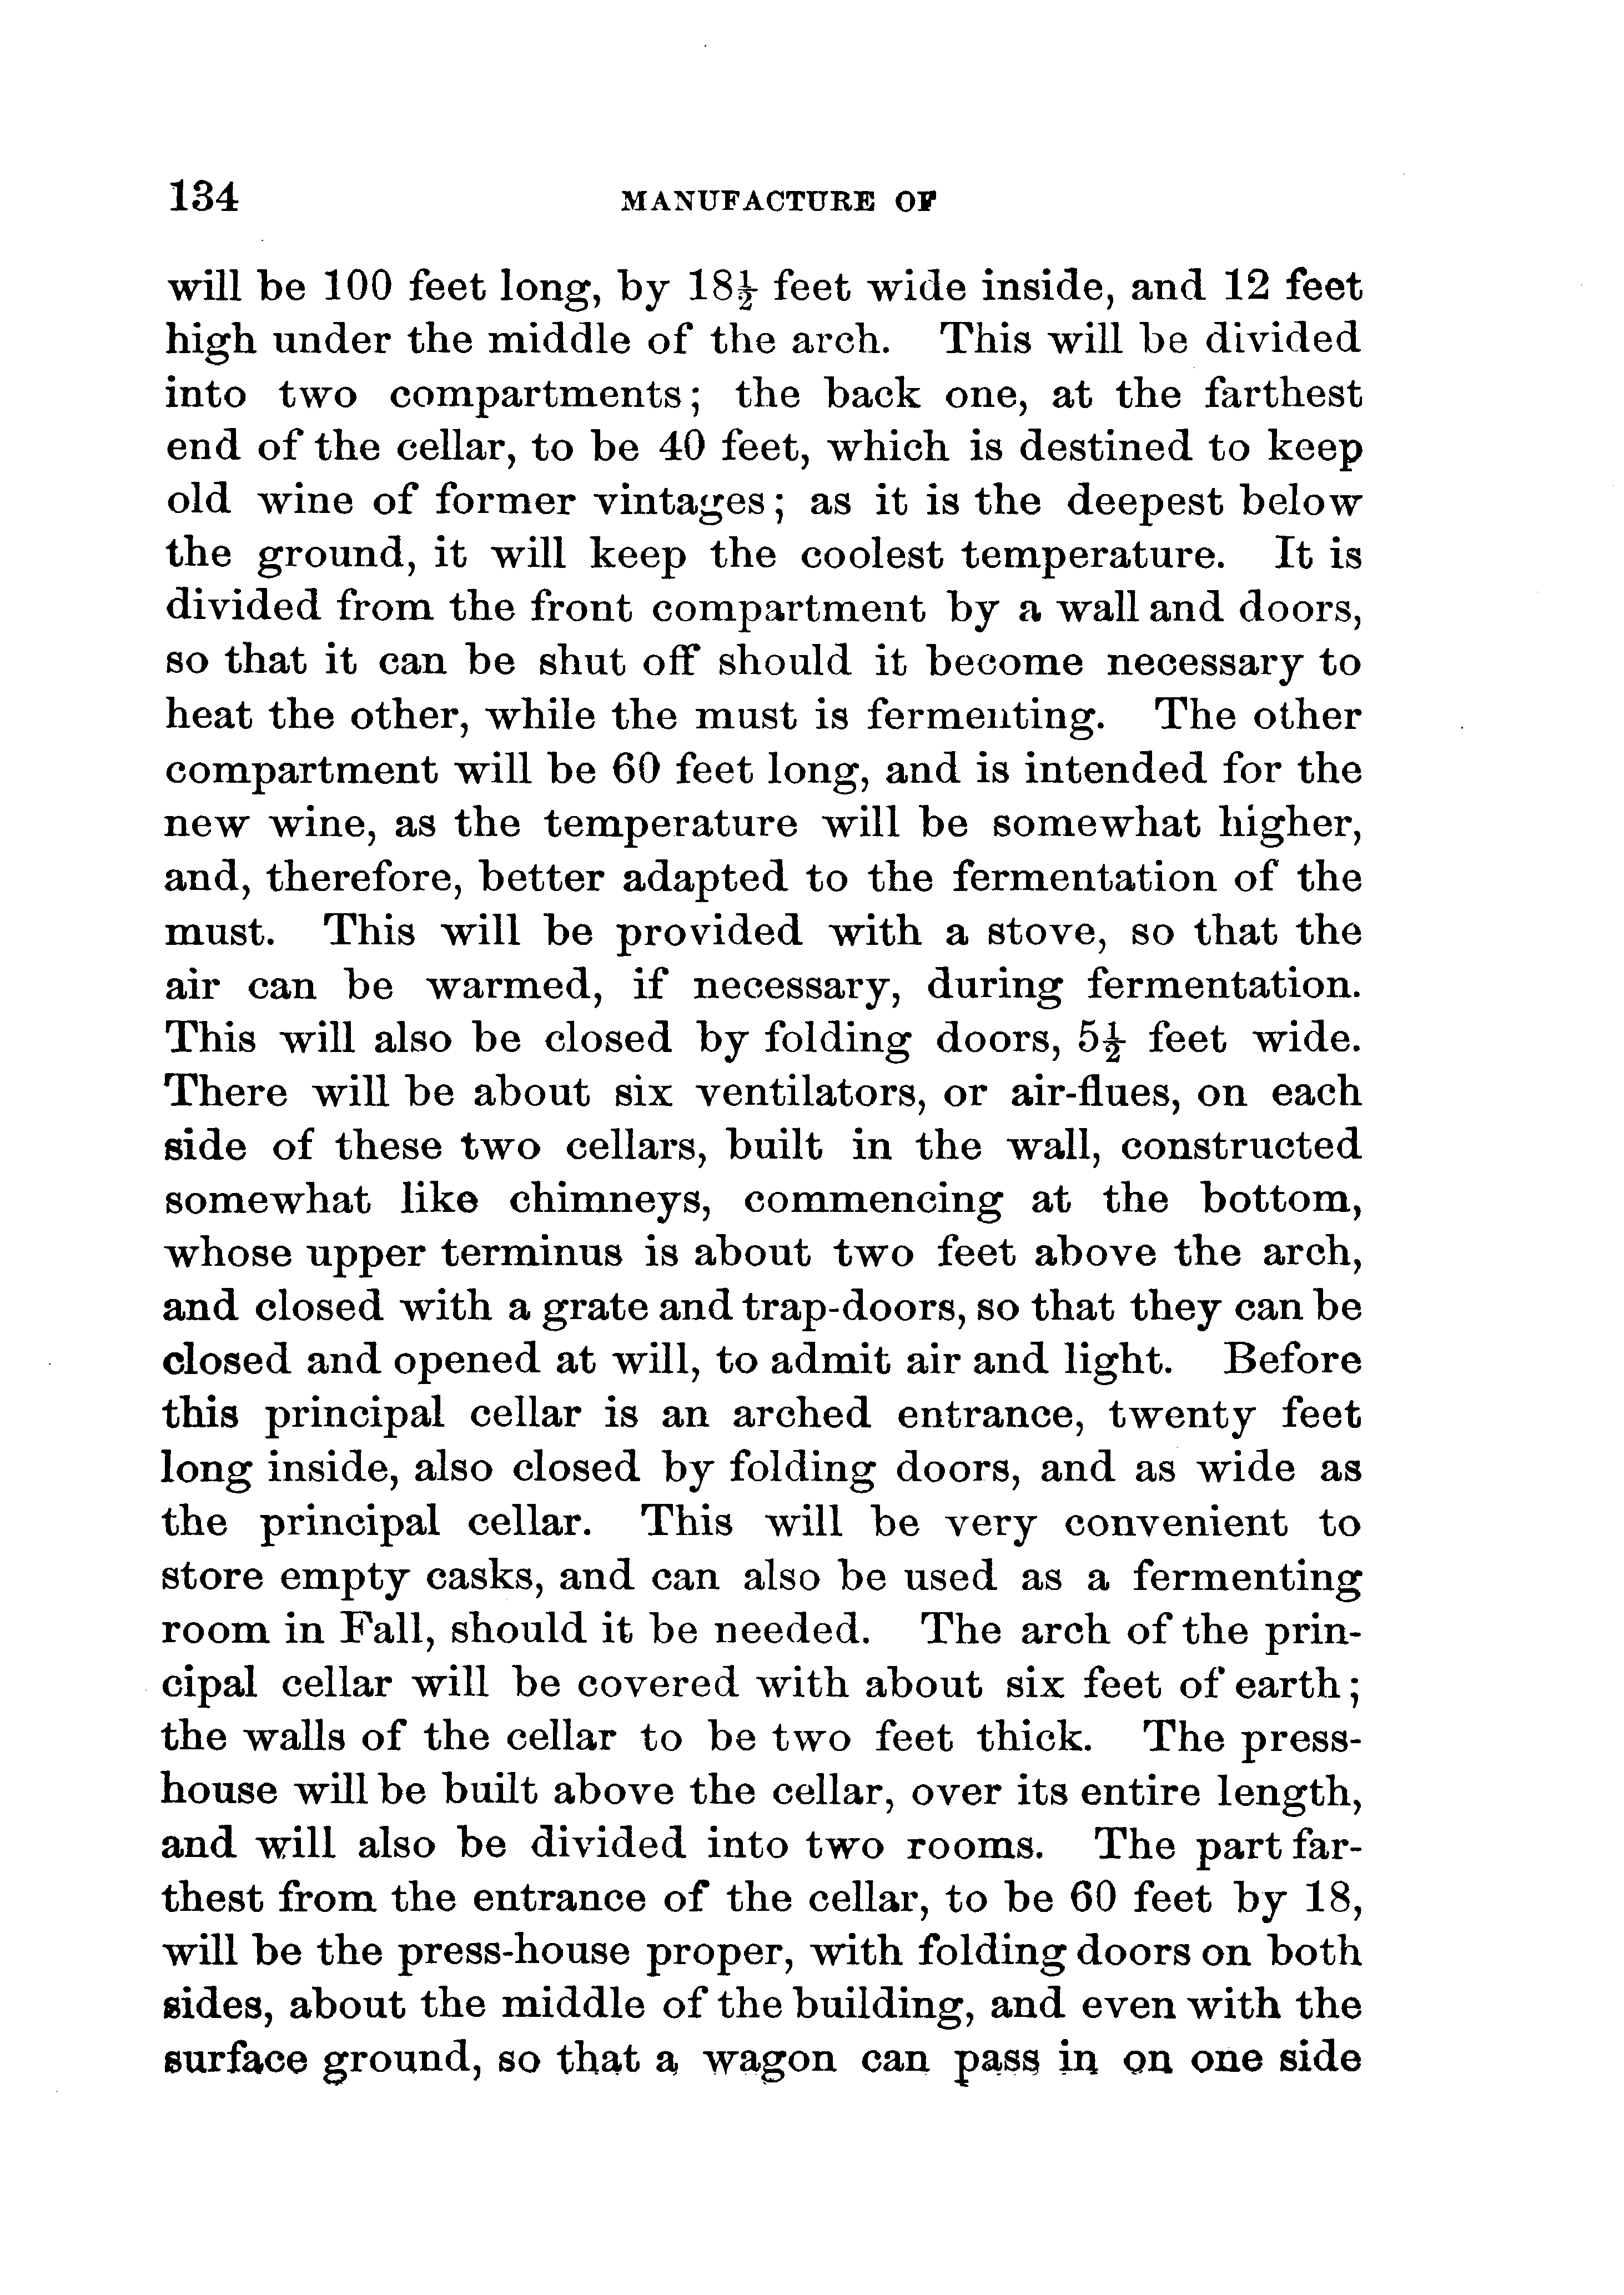 134 MANUFACTURE OF
will be 100 feet long, by 18½ feet wide inside, and 12 feet
high under the middle of the arch. This will be divided
into two compartments; the back one, at the farthest
end of the cellar, to be 40 feet, which is destined to keep
old wine of former vintages; as it is the deepest below
the ground, it will keep the coolest temperature. It is
divided from the front compartment by a wall and doors,
so that it can be shut off should it become necessary to
heat the other, while the must is fermenting. The other
compartment will be 60 feet long, and is intended for the
new wine, as the temperature will be somewhat higher,
and, therefore, better adapted to the fermentation of the
must. This will be provided with a stove, so that the
air can be warmed, if necessary, during fermentation.
This will also be closed by folding doors, 5½ feet wide.
There will be about six ventilators, or air-flues, on each
side of these two cellars, built in the wall, constructed
somewhat like chimneys, commencing at the bottom,
whose upper terminus is about two feet above the arch,
and closed with a grate and trap-doors, so that they can be
closed and opened at will, to admit air and light. Before
this principal cellar is an arched entrance, twenty feet
long inside, also closed by folding doors, and as wide as
the principal cellar. This will be very convenient to
store empty casks, and can also be used as a fermenting
room in Fall, should it be needed. The arch of the prin-
cipal cellar will be covered with about six feet of earth;
the walls of the cellar to be two feet thick. The press-
house will be built above the cellar, over its entire length,
and will also be divided into two rooms. The part far-
thest from the entrance of the cellar, to be 60 feet by 18,
will be the press-house proper, with folding doors on both
sides, about the middle of the building, and even with the
surface ground, so that a wagon can pass in on one side